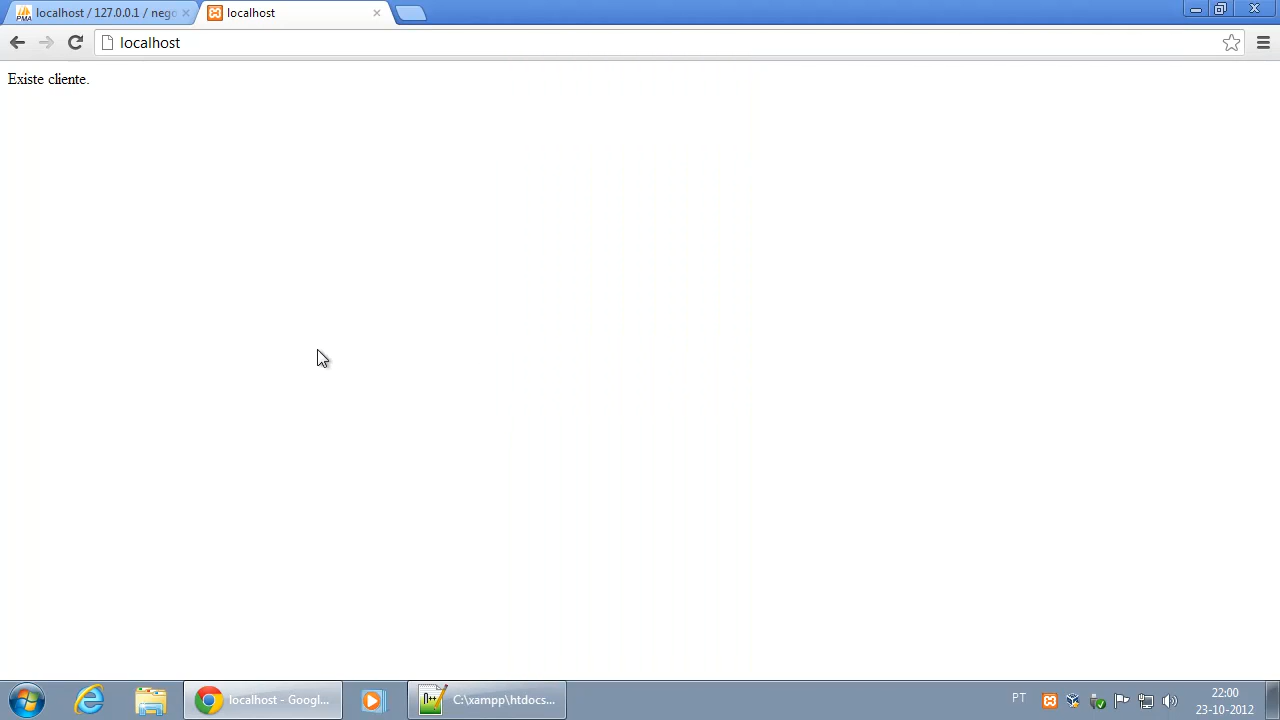 localhost / 127.0.0.1 / nego
localhost
localhost
Existe cliente.
localhost - Googl...
C:\xampp\htdocs...
PT
22:00
23-10-2012